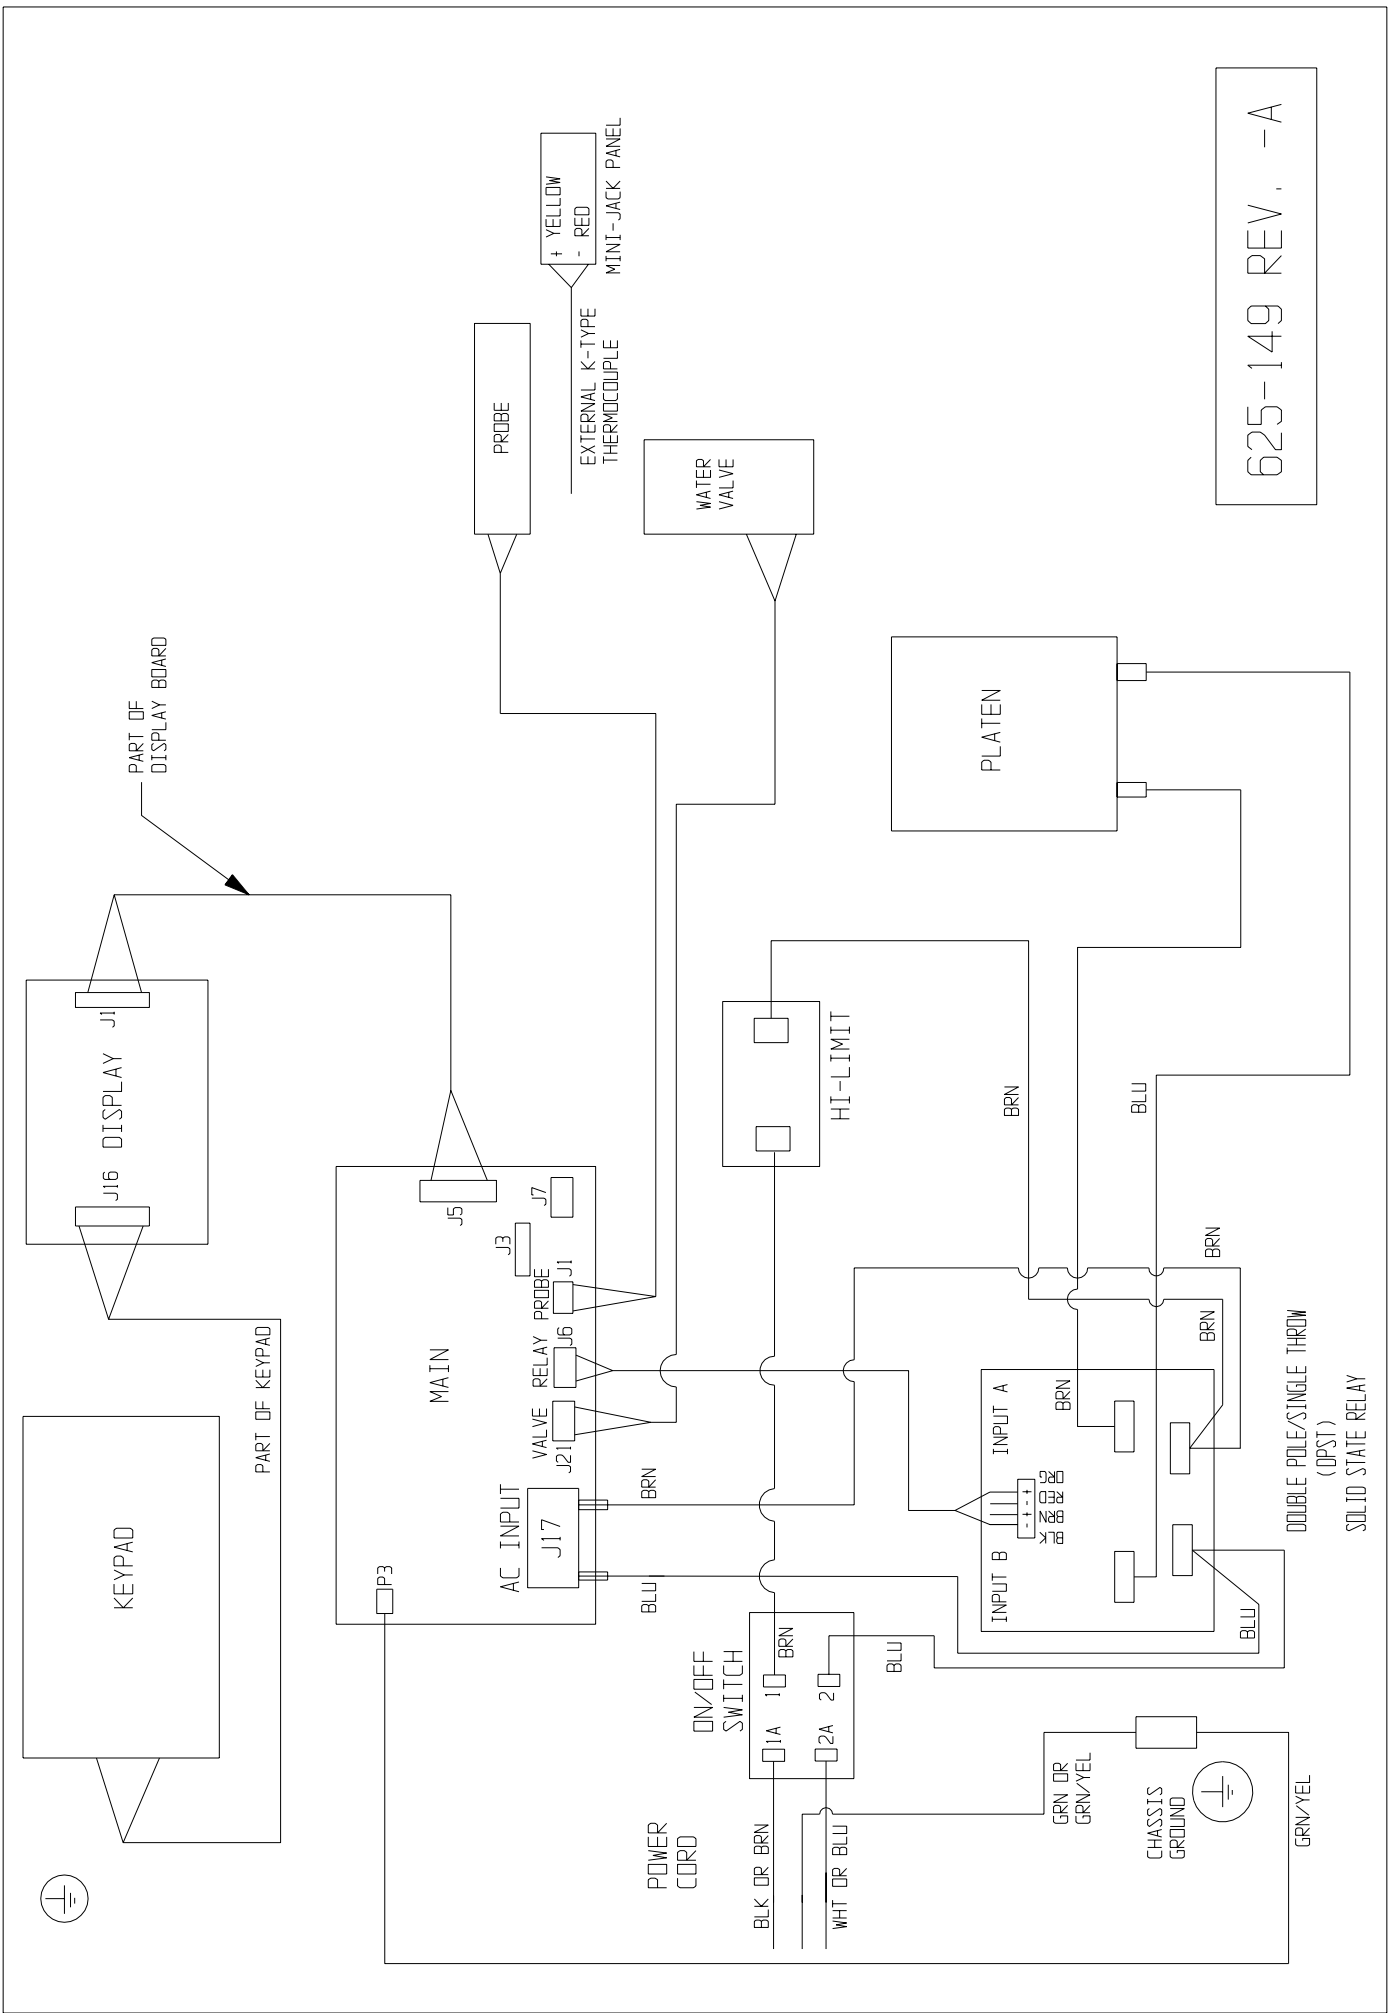 KEYPAD
PART OF KEYPAD
J16
DISPLAY
J1
PART OF
DISPLAY BOARD
P3
MAIN
J5
AC INPUT
J17
VALVE
J21
RELAY
J6
PROBE
J1
J3
J7
BLU
BRN
PROBE
+ YELLOW
- RED
MINI-JACK PANEL
EXTERNAL K-TYPE
THERMOCOUPLE
WATER
VALVE
POWER
CORD
BLK OR BRN
WHT OR BLU
ON/OFF
SWITCH
1A
1
2A
2
BRN
BLU
HI-LIMIT
BRN
BLU
PLATEN
INPUT B
INPUT A
BLK
BRN
RED
ORG
- + - +
BRN
BRN
BRN
BLU
GRN OR
GRN/YEL
CHASSIS
GROUND
GRN/YEL
DOUBLE POLE/SINGLE THROW
(DPST)
SOLID STATE RELAY
625-149 REV. -A